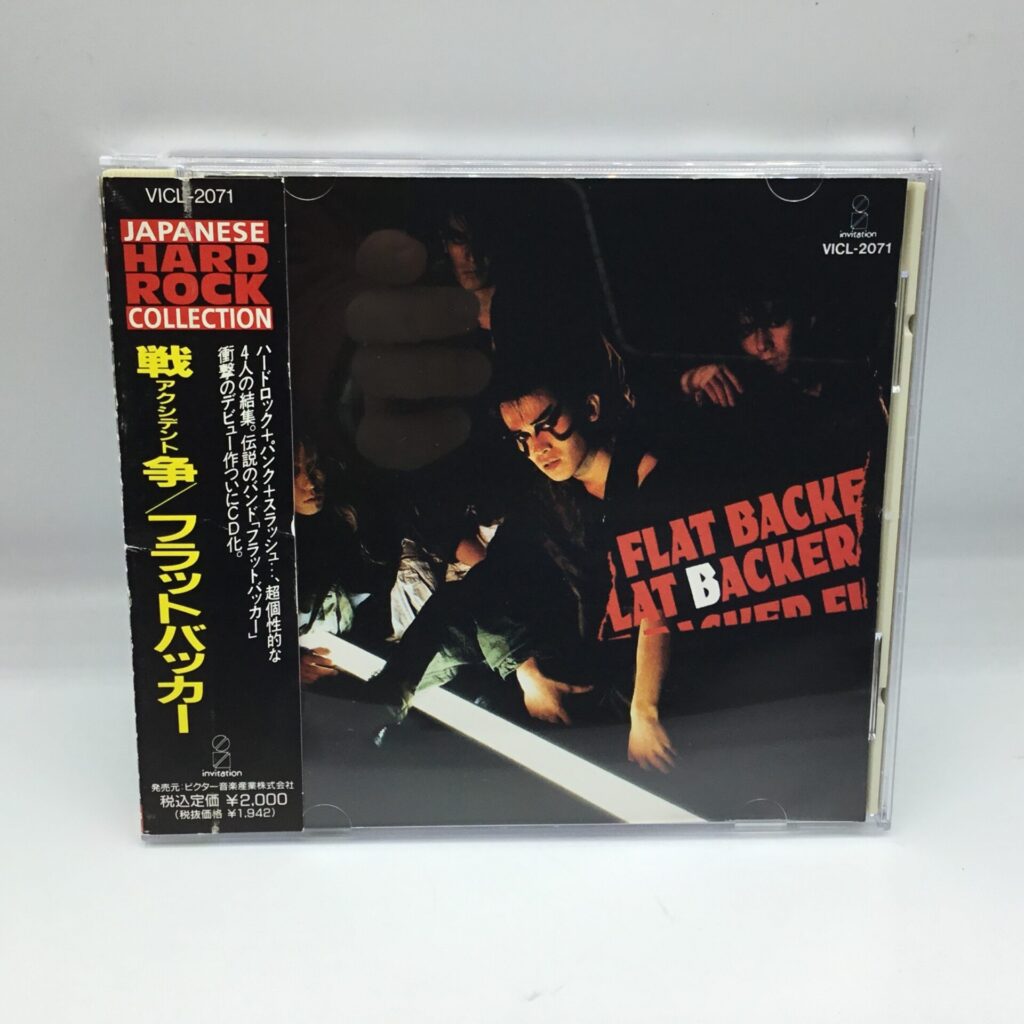 VICL-2071
JAPANESE
HARD
ROCK
COLLECTION
戦争／フラットバッカー
アクシデント
ハードロック＋パンク＋スラッシュ…、超個性的な
4人の結集。伝説のバンド「フラットバッカー」
衝撃のデビュー作ついにCD化。
invitation
発売元:ビクター音楽産業株式会社
税込定価 ¥2,000
(税抜価格 ¥1,942)
invitation
VICL-2071
FLAT BACKE
LAT BACKER